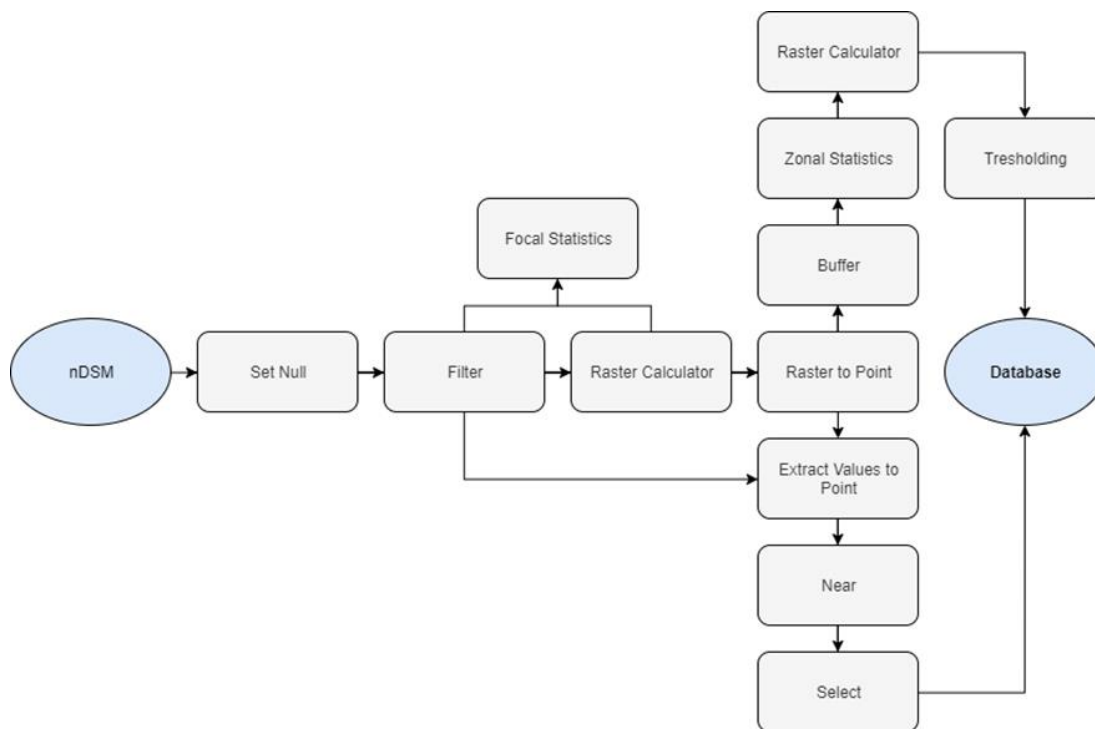 Raster Calculator
Zonal Statistics
Tresholding
Focal Statistics
Buffer
nDSM
Set Null
Filter
Raster Calculator
Raster to Point
Database
Extract Values to
Point
Near
Select